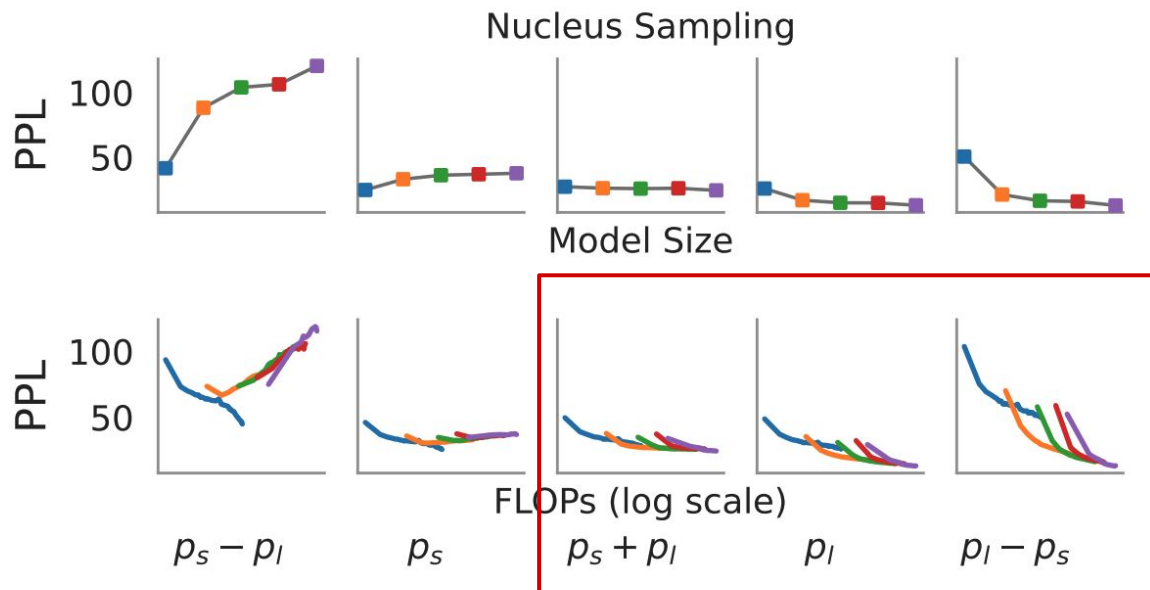 Nucleus Sampling
PPL
100
50
Model Size
PPL
100
50
FLOPs (log scale)
p_s − p_l
p_s
p_s + p_l
p_l
p_l − p_s